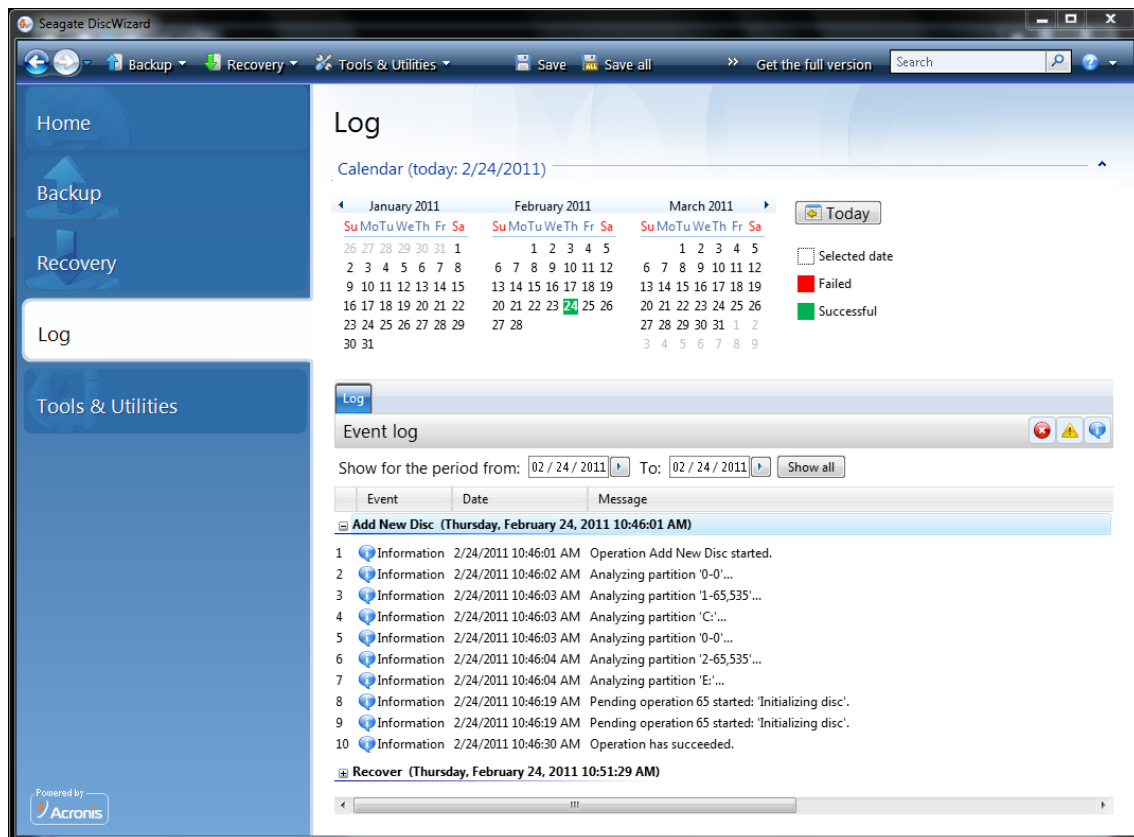 Seagate DiscWizard
Backup Recovery Tools & Utilities Save Save all >> Get the full version Search
Home
Backup
Recovery
Log
Tools & Utilities
Powered by
Acronis
Log
Calendar (today: 2/24/2011)
January 2011 February 2011 March 2011
Su Mo Tu We Th Fr Sa Su Mo Tu We Th Fr Sa Su Mo Tu We Th Fr Sa
26 27 28 29 30 31 1 1 2 3 4 5 1 2 3 4 5
2 3 4 5 6 7 8 6 7 8 9 10 11 12 6 7 8 9 10 11 12
9 10 11 12 13 14 15 13 14 15 16 17 18 19 13 14 15 16 17 18 19
16 17 18 19 20 21 22 20 21 22 23 24 25 26 20 21 22 23 24 25 26
23 24 25 26 27 28 29 27 28 27 28 29 30 31 1 2
30 31 3 4 5 6 7 8 9
Today
Selected date
Failed
Successful
Log
Event log
Show for the period from: 02 / 24 / 2011 To: 02 / 24 / 2011 Show all
Event Date Message
Add New Disc (Thursday, February 24, 2011 10:46:01 AM)
1 Information 2/24/2011 10:46:01 AM Operation Add New Disc started.
2 Information 2/24/2011 10:46:02 AM Analyzing partition '0-0'...
3 Information 2/24/2011 10:46:03 AM Analyzing partition '1-65,535'...
4 Information 2/24/2011 10:46:03 AM Analyzing partition 'C:'...
5 Information 2/24/2011 10:46:03 AM Analyzing partition '0-0'...
6 Information 2/24/2011 10:46:04 AM Analyzing partition '2-65,535'...
7 Information 2/24/2011 10:46:04 AM Analyzing partition 'E:'...
8 Information 2/24/2011 10:46:19 AM Pending operation 65 started: 'Initializing disc'.
9 Information 2/24/2011 10:46:19 AM Pending operation 65 started: 'Initializing disc'.
10 Information 2/24/2011 10:46:30 AM Operation has succeeded.
Recover (Thursday, February 24, 2011 10:51:29 AM)